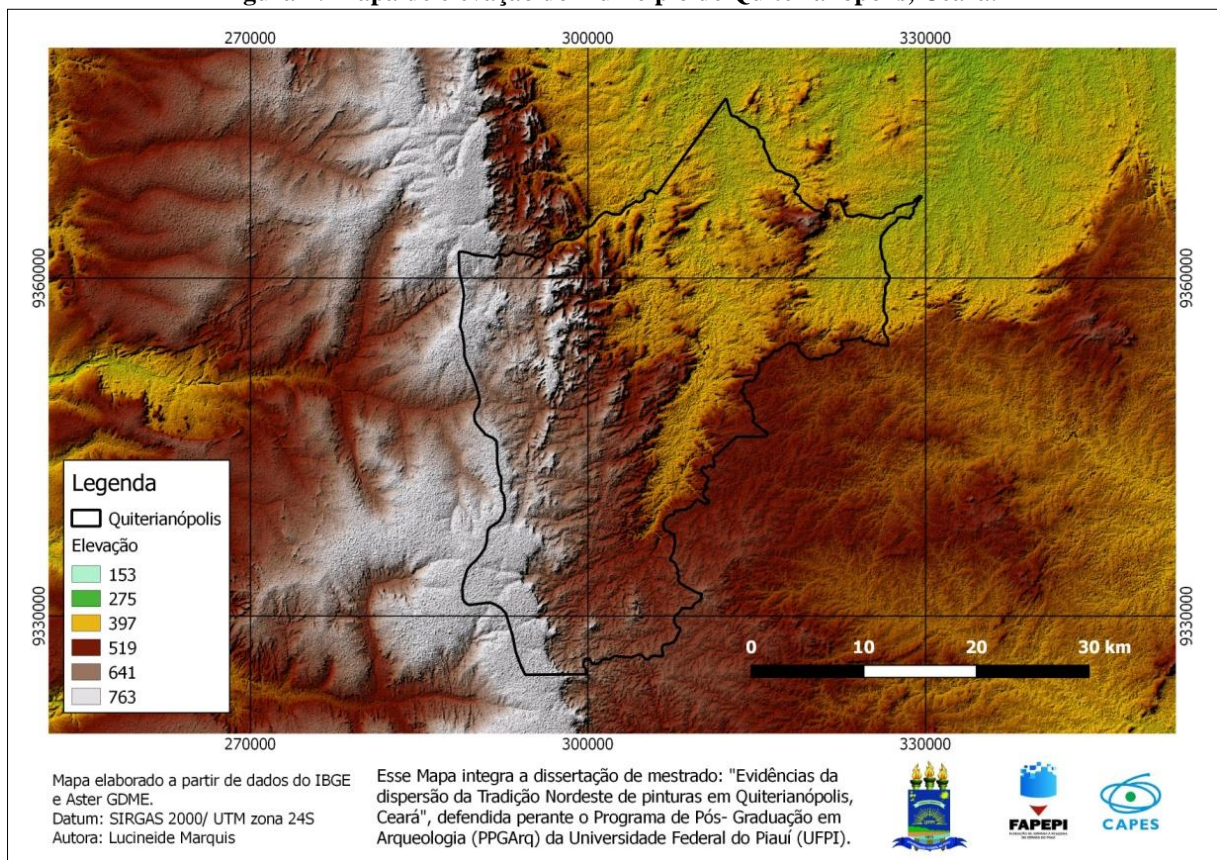 270000
300000
330000
9360000
9360000
9330000
9330000
Legenda
Quiterianópolis
Elevação
153
275
397
519
641
763
0 10 20 30 km
270000
300000
330000
Mapa elaborado a partir de dados do IBGE
e Aster GDME.
Datum: SIRGAS 2000/ UTM zona 24S
Autora: Lucineide Marquis
Esse Mapa integra a dissertação de mestrado: "Evidências da
dispersão da Tradição Nordeste de pinturas em Quiterianópolis,
Ceará", defendida perante o Programa de Pós- Graduação em
Arqueologia (PPGArq) da Universidade Federal do Piauí (UFPI).
FAPEPI
CAPES